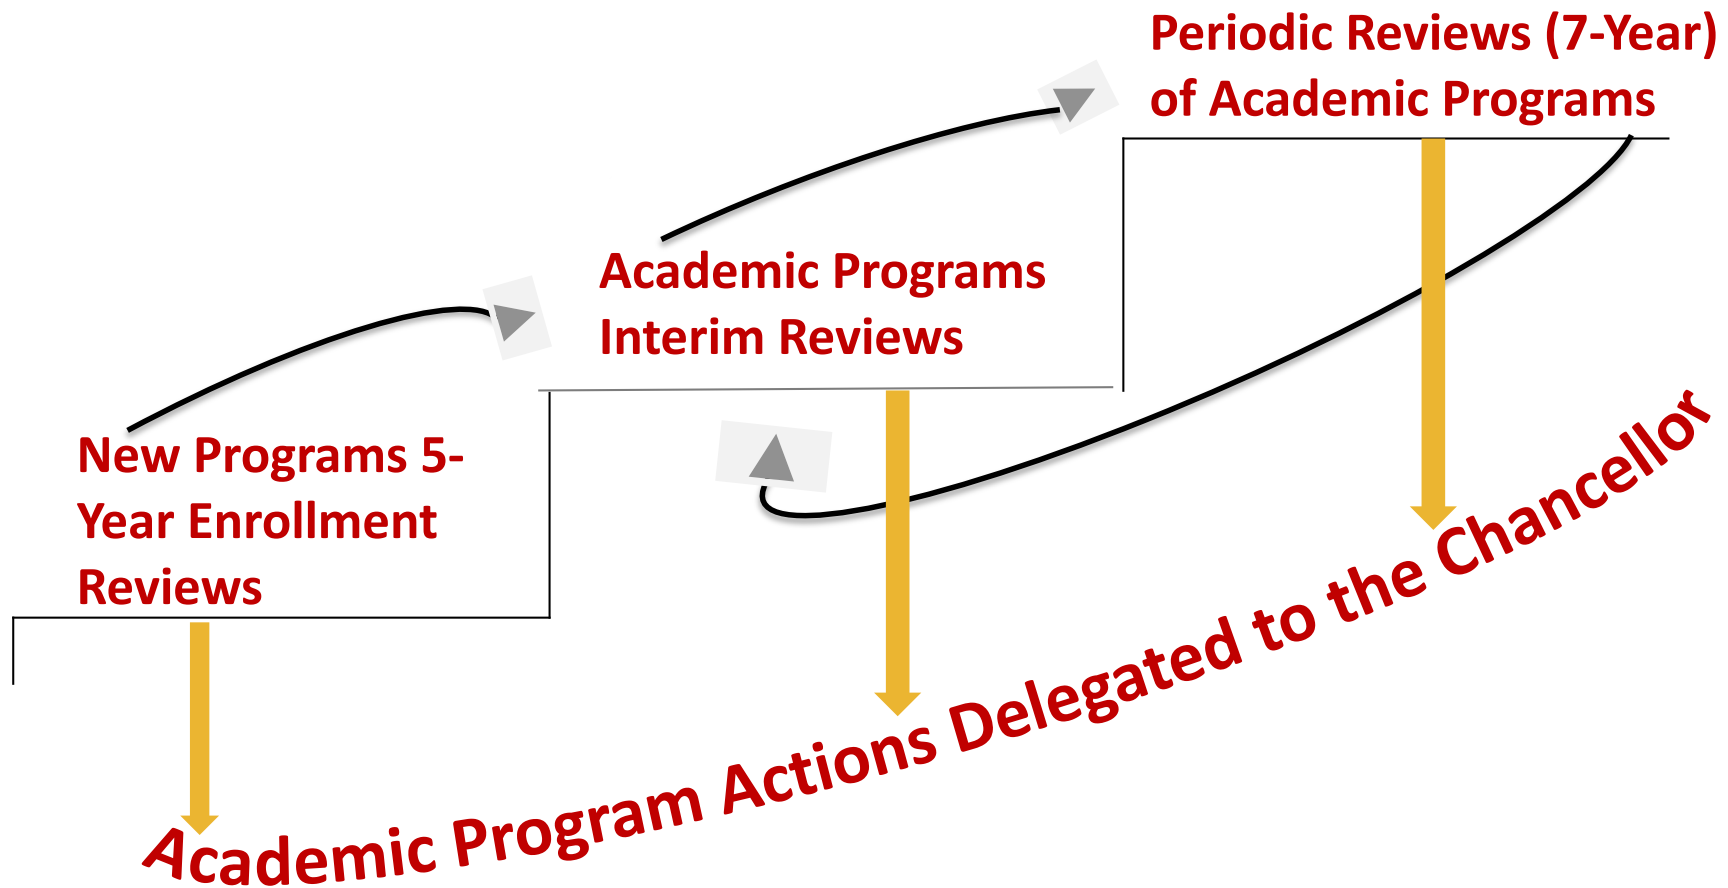 Periodic Reviews (7-Year)
of Academic Programs
Academic Programs
Interim Reviews
New Programs 5-
Year Enrollment
Reviews
Academic Program Actions Delegated to the Chancellor